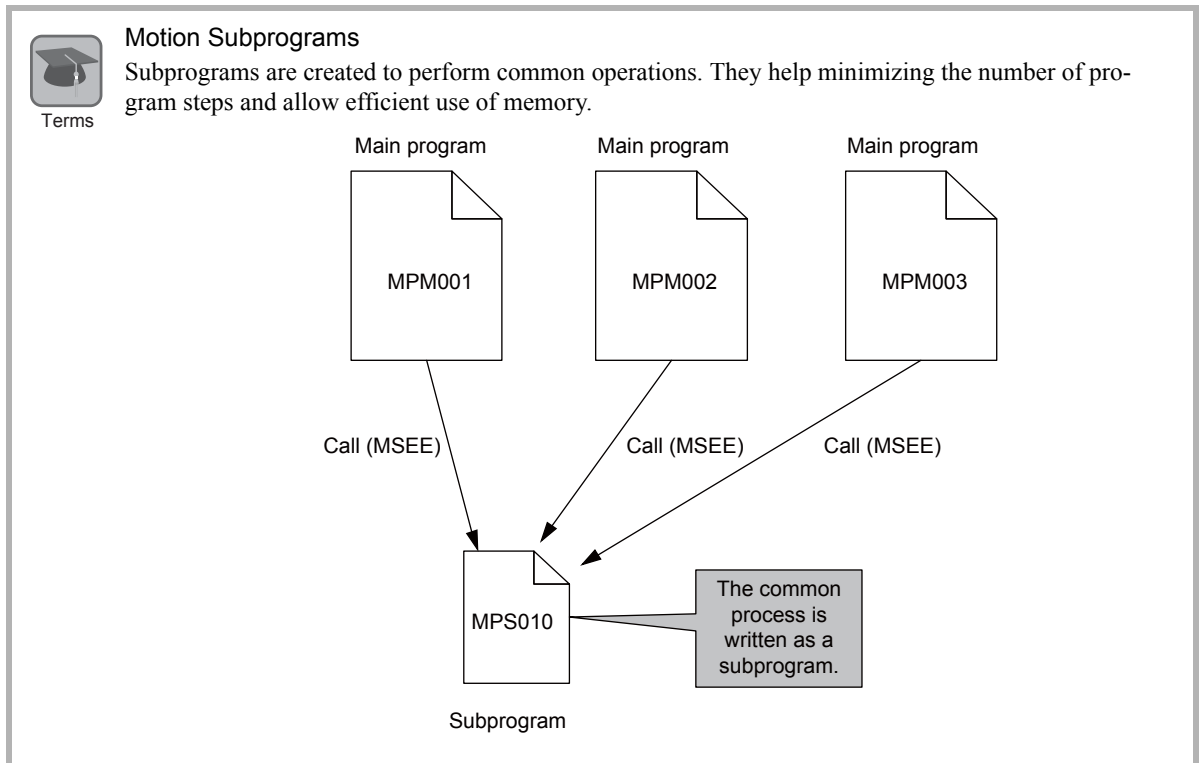 Motion Subprograms
Subprograms are created to perform common operations. They help minimizing the number of pro-
gram steps and allow efficient use of memory.
Terms
Main program
Main program
Main program
MPM001
MPM002
MPM003
Call (MSEE)
Call (MSEE)
Call (MSEE)
MPS010
The common
process is
written as a
subprogram.
Subprogram